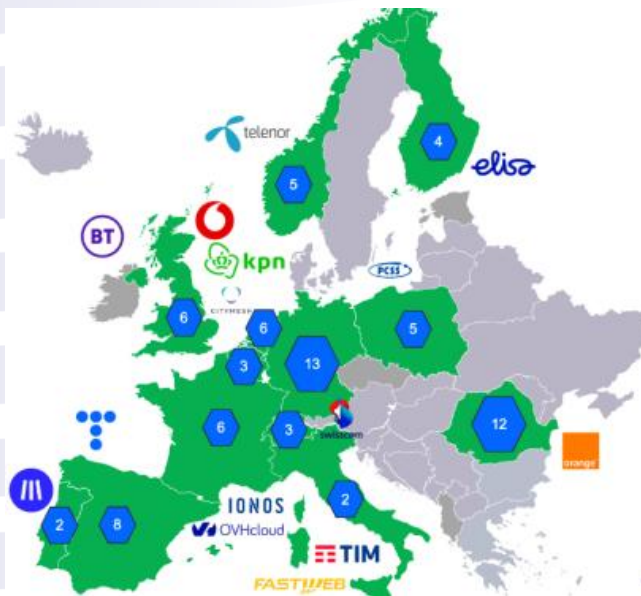 telenor
4
elisa
5
BT
kpn
PCSS
CITYMESH
6
6
5
13
3
12
6
3
swisscom
orange
2
IONOS
2
8
OVHcloud
TIM
FASTWEB